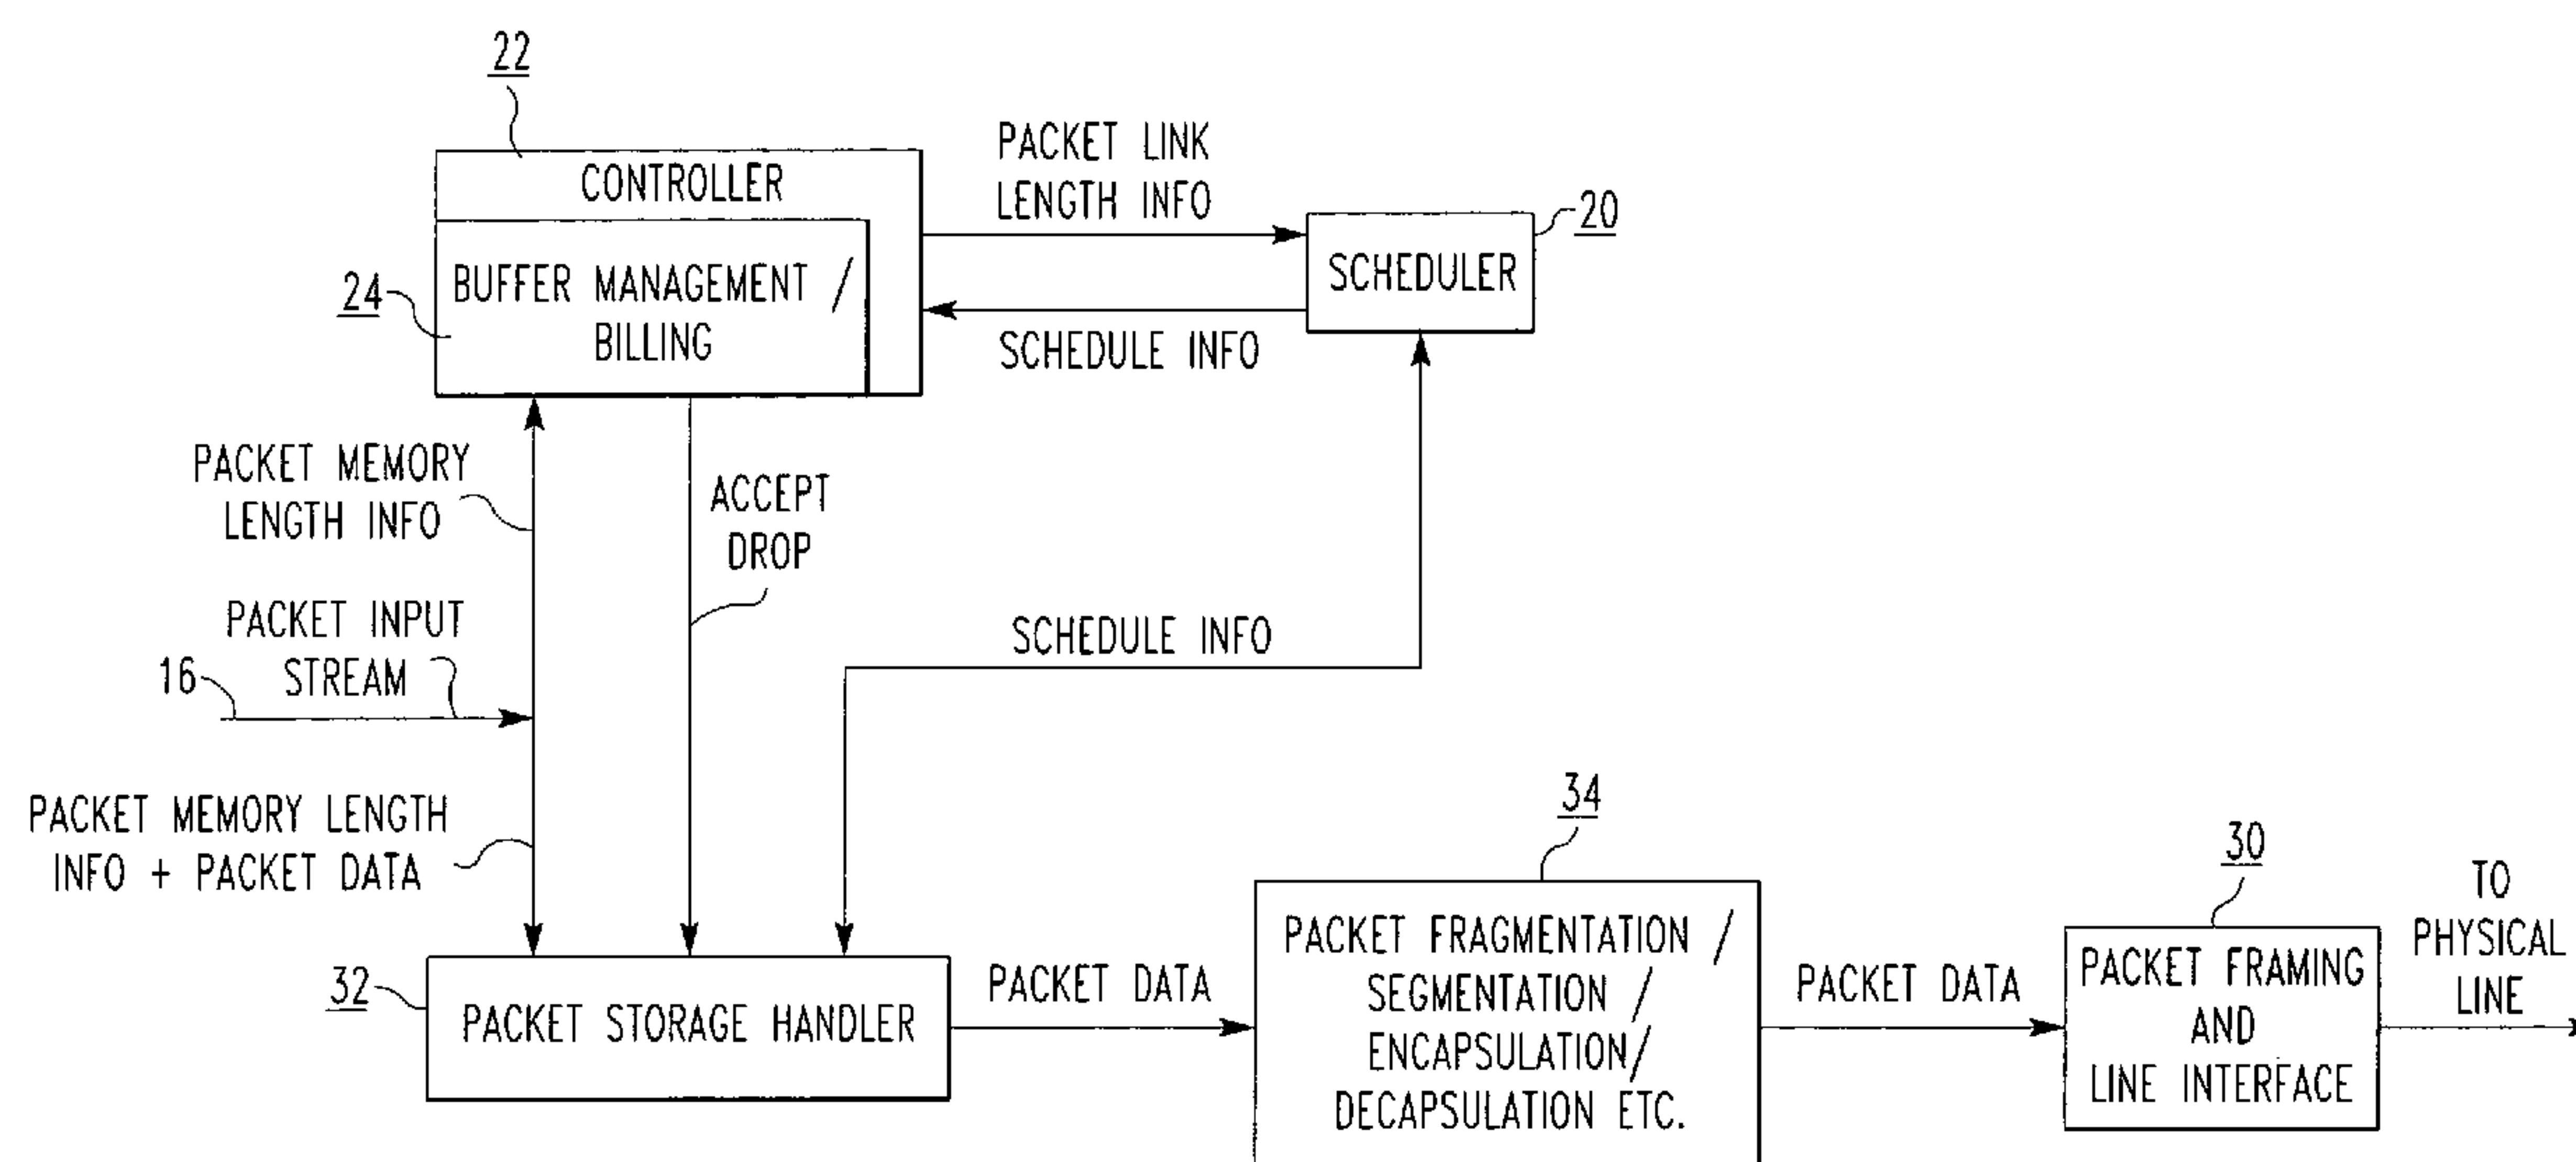 22
CONTROLLER
PACKET LINK
LENGTH INFO
20
SCHEDULER
24
BUFFER MANAGEMENT /
BILLING
SCHEDULE INFO
PACKET MEMORY
LENGTH INFO
ACCEPT
DROP
PACKET INPUT
STREAM
16
SCHEDULE INFO
PACKET MEMORY LENGTH
INFO + PACKET DATA
32
PACKET STORAGE HANDLER
PACKET DATA
34
PACKET FRAGMENTATION /
SEGMENTATION /
ENCAPSULATION/
DECAPSULATION ETC.
PACKET DATA
30
PACKET FRAMING
AND
LINE INTERFACE
TO
PHYSICAL
LINE